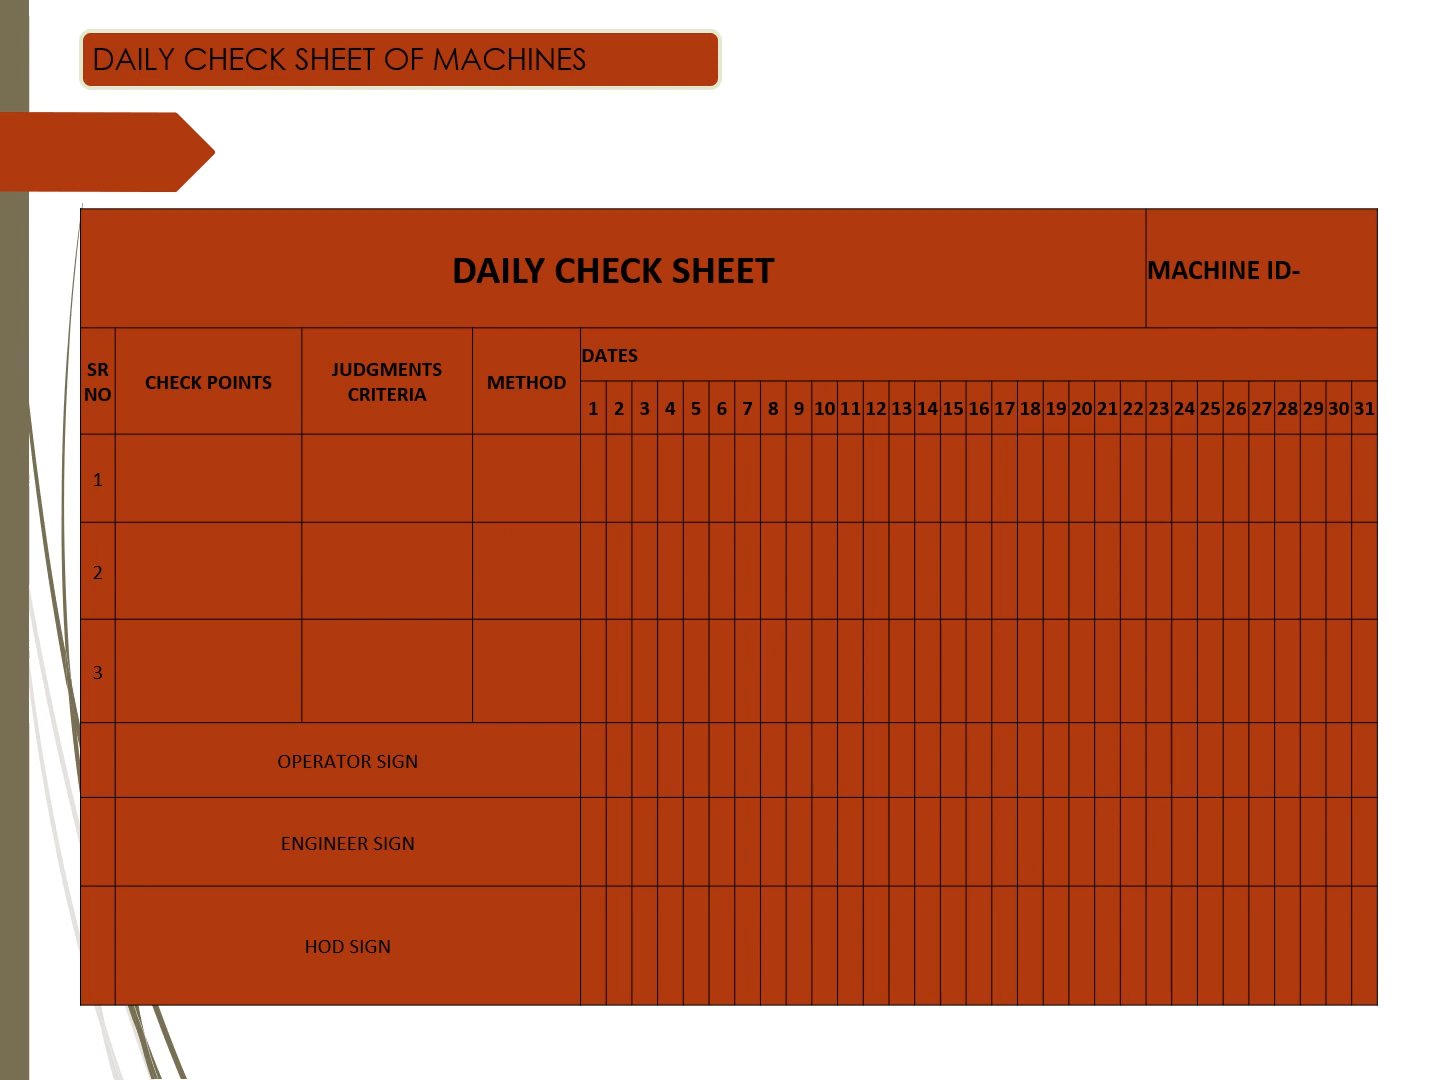 DAILY CHECK SHEET OF MACHINES
DAILY CHECK SHEET
MACHINE ID-
SR NO
CHECK POINTS
JUDGMENTS CRITERIA
METHOD
DATES
1 2 3 4 5 6 7 8 9 10 11 12 13 14 15 16 17 18 19 20 21 22 23 24 25 26 27 28 29 30 31
1
2
3
OPERATOR SIGN
ENGINEER SIGN
HOD SIGN